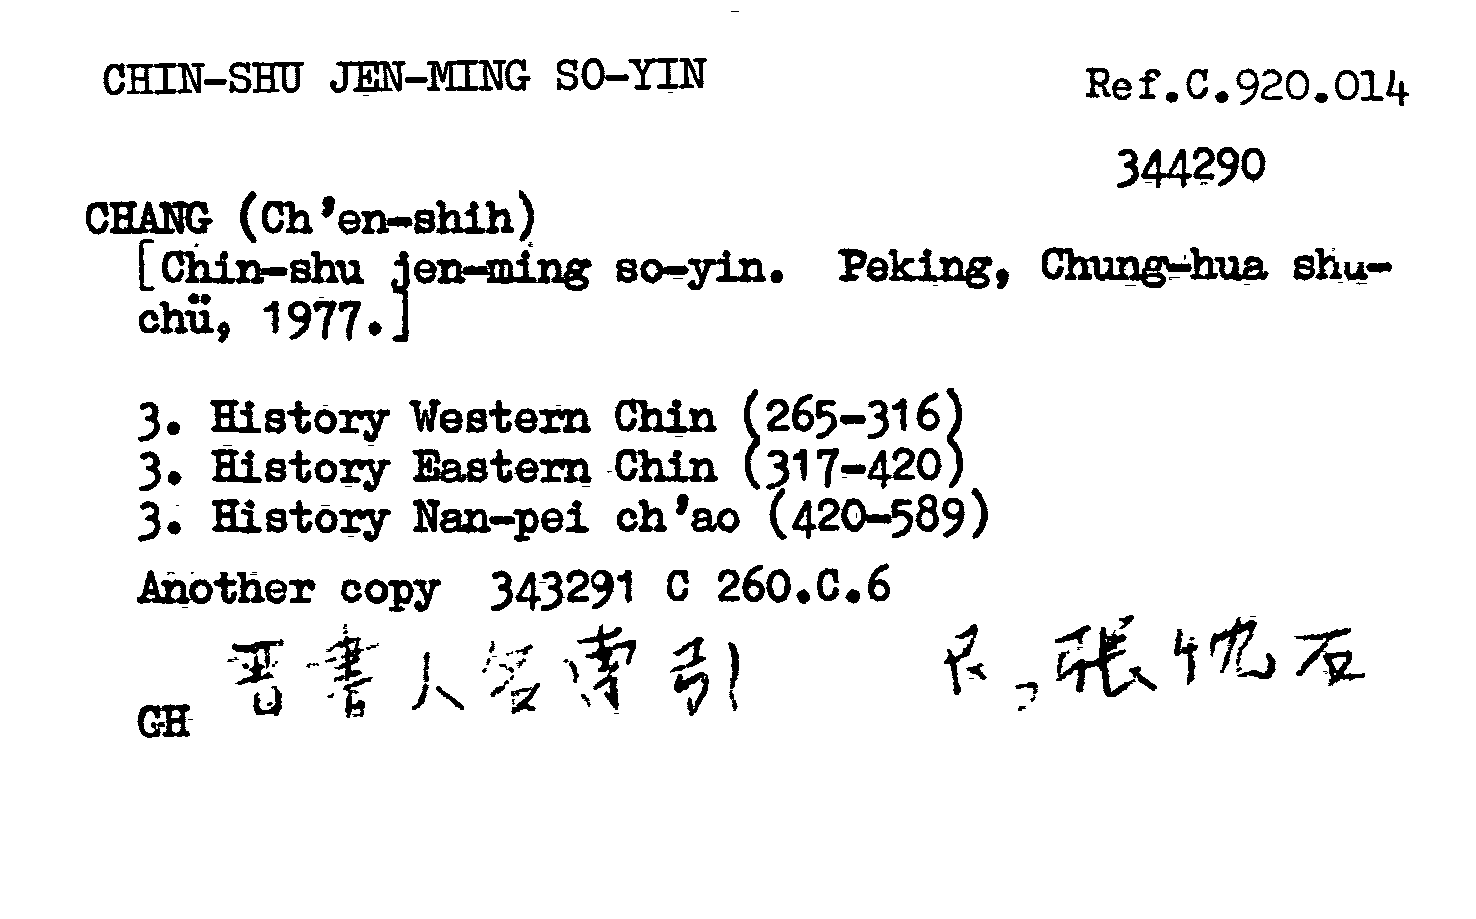 CHIN-SHU JEN-MING SO-YIN
Ref.C.920.014
344290
CHANG (Ch'en-shih)
[Chin-shu jen-ming so-yin. Peking, Chung-hua shu-
chü, 1977.]
3. History Western Chin (265-316)
3. History Eastern Chin (317-420)
3. History Nan-pei ch'ao (420-589)
Another copy 343291 C 260.C.6
晋書人名索引 張忱石
GH